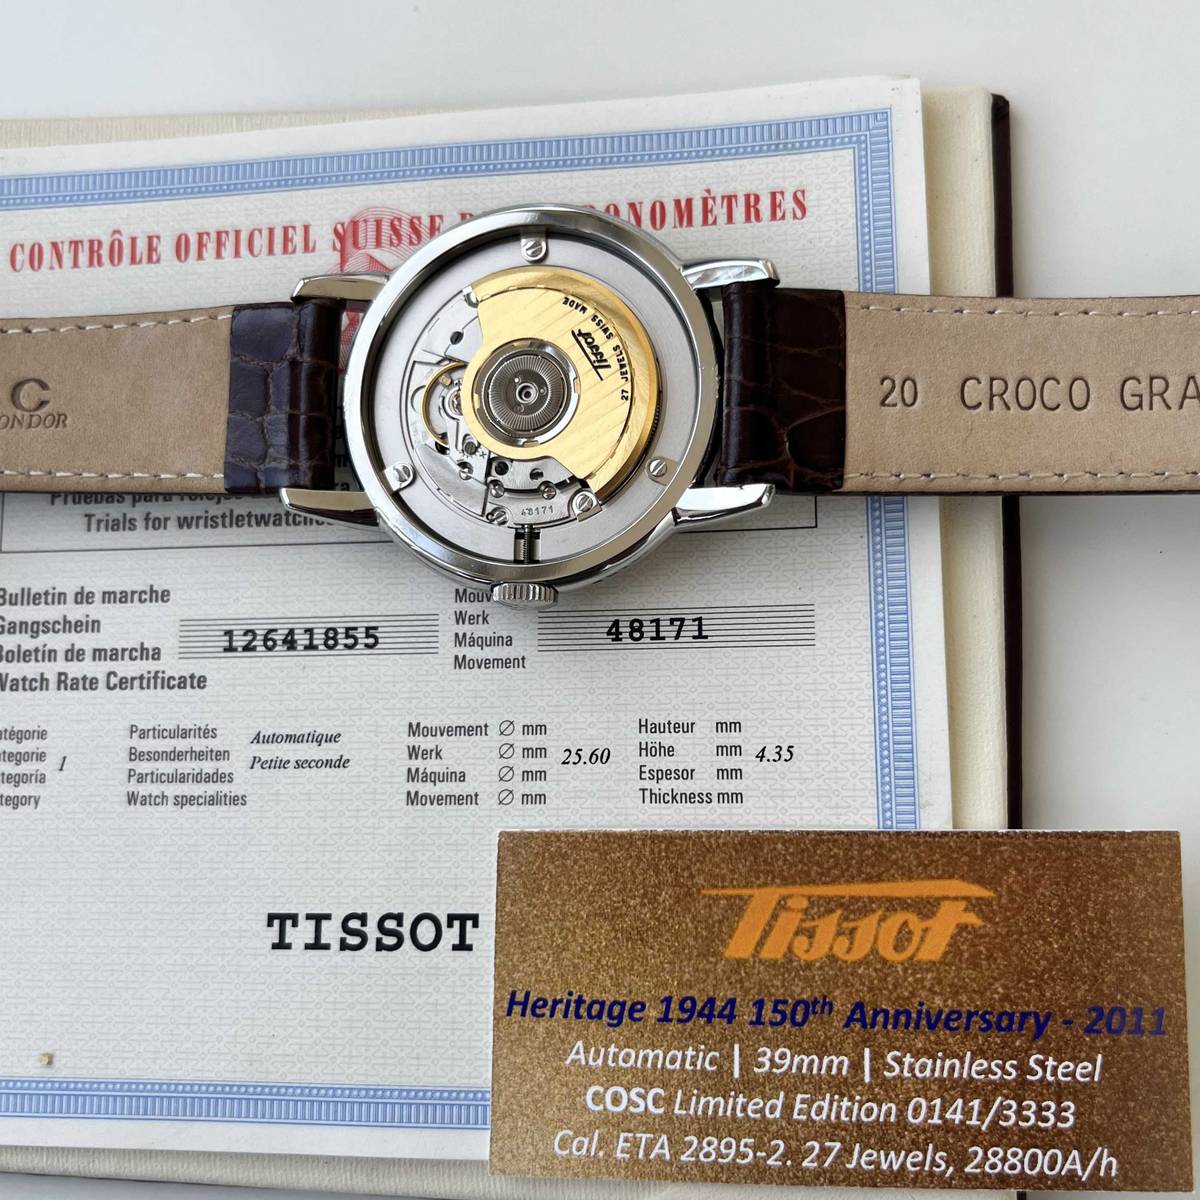 CONTRÔLE OFFICIEL SUISSE
Tissot
27 JEWELS SWISS MADE
48171
20 CROCO GRA
Trials for wristletwatch
Bulletin de marche
Gangschein
Boletín de marcha
Watch Rate Certificate
12641855
Werk
Máquina
Movement
48171
1
Particularités
Besonderheiten
Particularidades
Watch specialities
Automatique
Petite seconde
Mouvement ∅ mm
Werk ∅ mm
Máquina ∅ mm
Movement ∅ mm
25.60
Hauteur mm
Höhe mm
Espesor mm
Thickness mm
4.35
TISSOT
Tissot
Heritage 1944 150th Anniversary - 2011
Automatic | 39mm | Stainless Steel
COSC Limited Edition 0141/3333
Cal. ETA 2895-2. 27 Jewels, 28800A/h